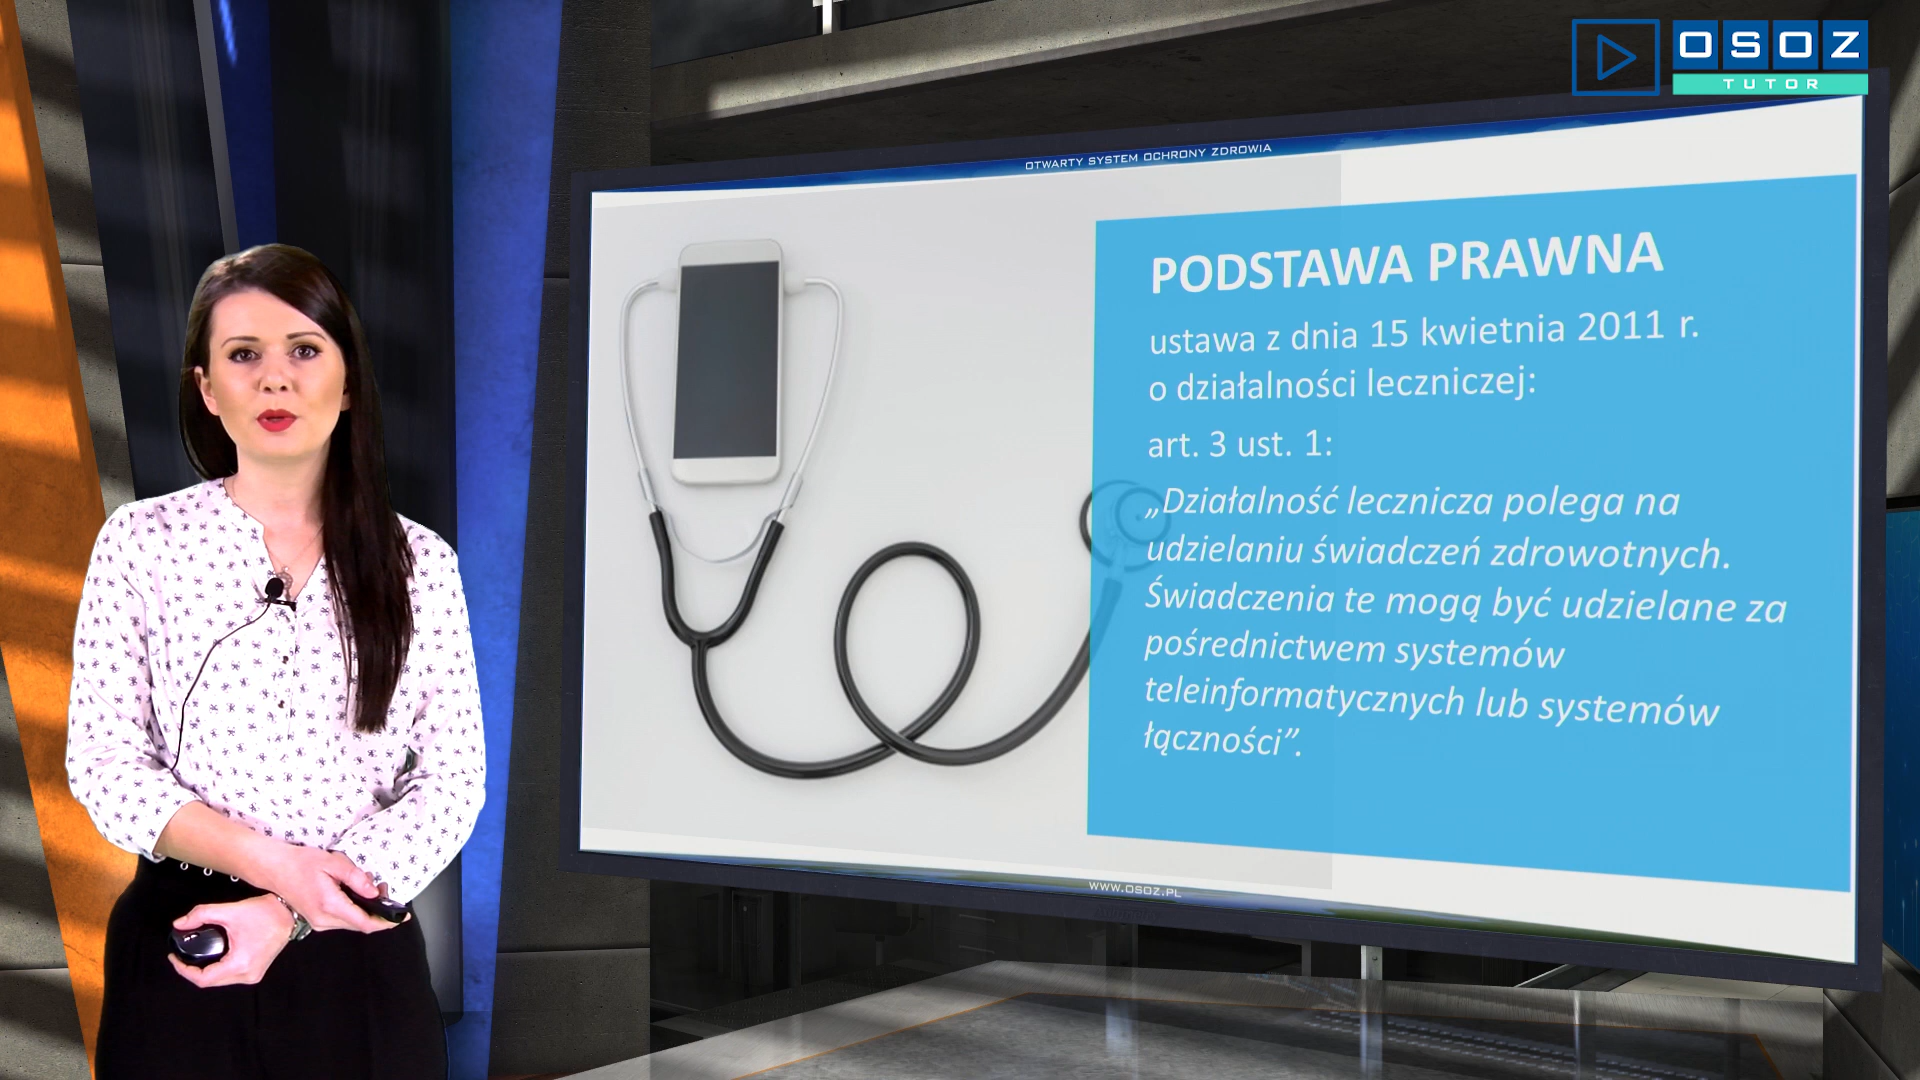 OSOZ
TUTOR
OTWARTY SYSTEM OCHRONY ZDROWIA
PODSTAWA PRAWNA
ustawa z dnia 15 kwietnia 2011 r.
o działalności leczniczej:
art. 3 ust. 1:
„Działalność lecznicza polega na
udzielaniu świadczeń zdrowotnych.
Świadczenia te mogą być udzielane za
pośrednictwem systemów
teleinformatycznych lub systemów
łączności”.
WWW.OSOZ.PL